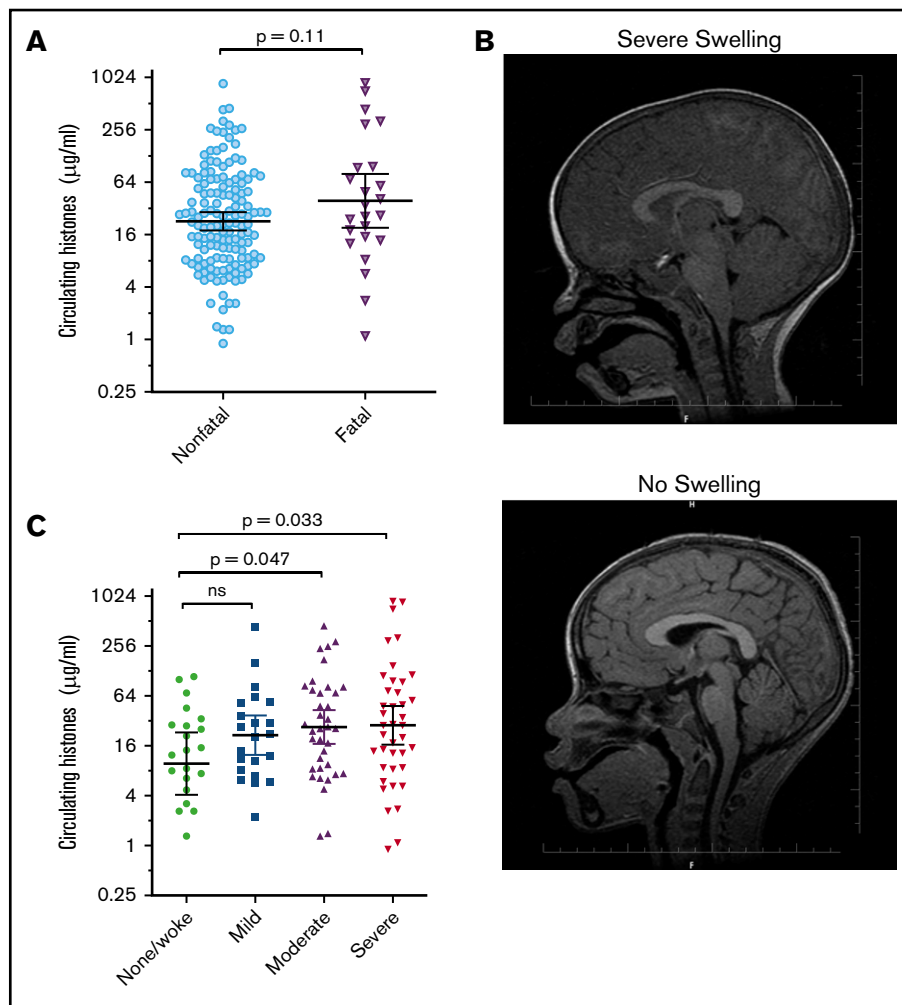 A
p = 0.11
Circulating histones (μg/ml)
1024
256
64
16
4
1
0.25
Nonfatal
Fatal
B
Severe Swelling
F
No Swelling
H
F
C
p = 0.033
p = 0.047
ns
Circulating histones (μg/ml)
1024
256
64
16
4
1
0.25
None/woke
Mild
Moderate
Severe